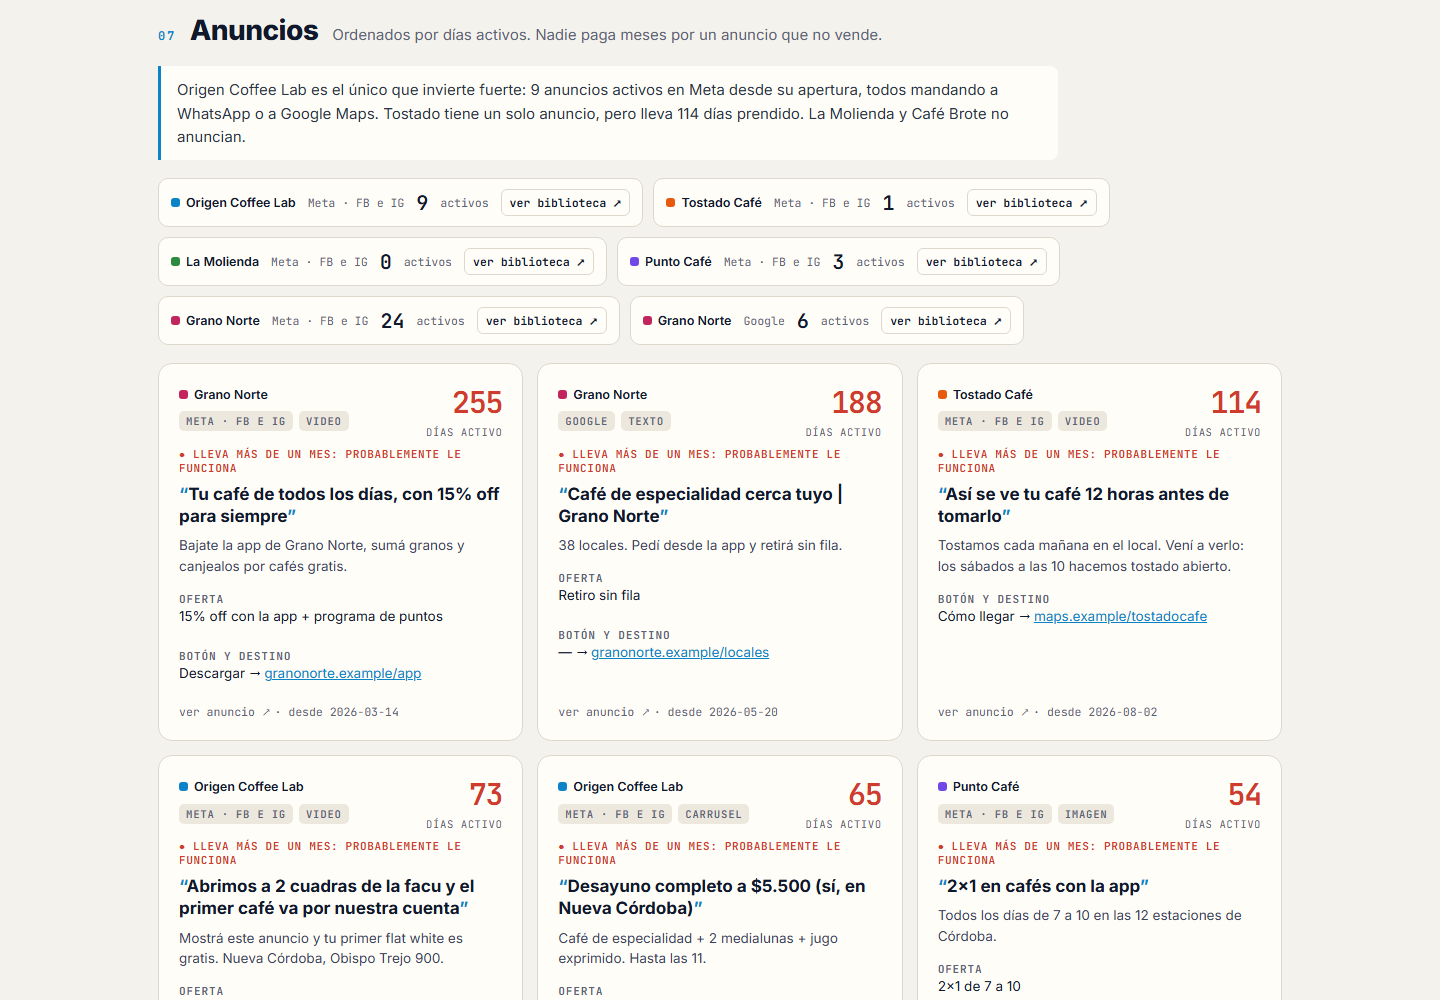 07 Anuncios Ordenados por días activos. Nadie paga meses por un anuncio que no vende.
Origen Coffee Lab es el único que invierte fuerte: 9 anuncios activos en Meta desde su apertura, todos mandando a
WhatsApp o a Google Maps. Tostado tiene un solo anuncio, pero lleva 114 días prendido. La Molienda y Café Brote no
anuncian.
Origen Coffee Lab Meta · FB e IG 9 activos ver biblioteca ↗
Tostado Café Meta · FB e IG 1 activos ver biblioteca ↗
La Molienda Meta · FB e IG 0 activos ver biblioteca ↗
Punto Café Meta · FB e IG 3 activos ver biblioteca ↗
Grano Norte Meta · FB e IG 24 activos ver biblioteca ↗
Grano Norte Google 6 activos ver biblioteca ↗
Grano Norte
META · FB E IG VIDEO
255
DÍAS ACTIVO
• LLEVA MÁS DE UN MES: PROBABLEMENTE LE
FUNCIONA
“Tu café de todos los días, con 15% off
para siempre”
Bajate la app de Grano Norte, sumá granos y
canjealos por cafés gratis.
OFERTA
15% off con la app + programa de puntos
BOTÓN Y DESTINO
Descargar → granonorte.example/app
ver anuncio ↗ · desde 2026-03-14
Grano Norte
GOOGLE TEXTO
188
DÍAS ACTIVO
• LLEVA MÁS DE UN MES: PROBABLEMENTE LE
FUNCIONA
“Café de especialidad cerca tuyo |
Grano Norte”
38 locales. Pedí desde la app y retirá sin fila.
OFERTA
Retiro sin fila
BOTÓN Y DESTINO
— → granonorte.example/locales
ver anuncio ↗ · desde 2026-05-20
Tostado Café
META · FB E IG VIDEO
114
DÍAS ACTIVO
• LLEVA MÁS DE UN MES: PROBABLEMENTE LE
FUNCIONA
“Así se ve tu café 12 horas antes de
tomarlo”
Tostamos cada mañana en el local. Vení a verlo:
los sábados a las 10 hacemos tostado abierto.
BOTÓN Y DESTINO
Cómo llegar → maps.example/tostadocafe
ver anuncio ↗ · desde 2026-08-02
Origen Coffee Lab
META · FB E IG VIDEO
73
DÍAS ACTIVO
• LLEVA MÁS DE UN MES: PROBABLEMENTE LE
FUNCIONA
“Abrimos a 2 cuadras de la facu y el
primer café va por nuestra cuenta”
Mostrá este anuncio y tu primer flat white es
gratis. Nueva Córdoba, Obispo Trejo 900.
OFERTA
Origen Coffee Lab
META · FB E IG CARRUSEL
65
DÍAS ACTIVO
• LLEVA MÁS DE UN MES: PROBABLEMENTE LE
FUNCIONA
“Desayuno completo a $5.500 (sí, en
Nueva Córdoba)”
Café de especialidad + 2 medialunas + jugo
exprimido. Hasta las 11.
OFERTA
Punto Café
META · FB E IG IMAGEN
54
DÍAS ACTIVO
• LLEVA MÁS DE UN MES: PROBABLEMENTE LE
FUNCIONA
“2×1 en cafés con la app”
Todos los días de 7 a 10 en las 12 estaciones de
Córdoba.
OFERTA
2×1 de 7 a 10